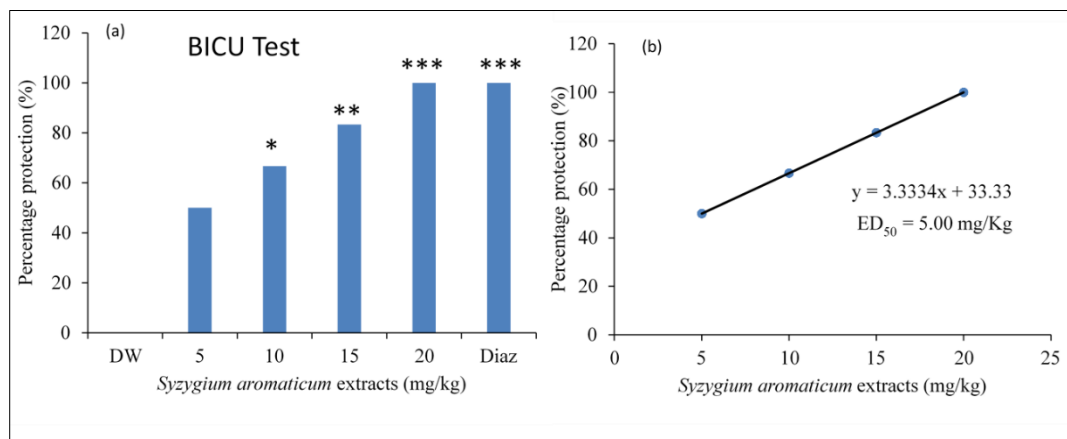 (a)
BICU Test
Percentage protection (%)
120
100
80
60
40
20
0
*
**
***
***
DW 5 10 15 20 Diaz
Syzygium aromaticum extracts (mg/kg)
(b)
Percentage protection (%)
120
100
80
60
40
20
0
y = 3.3334x + 33.33
ED₅₀ = 5.00 mg/Kg
0 5 10 15 20 25
Syzygium aromaticum extracts (mg/kg)